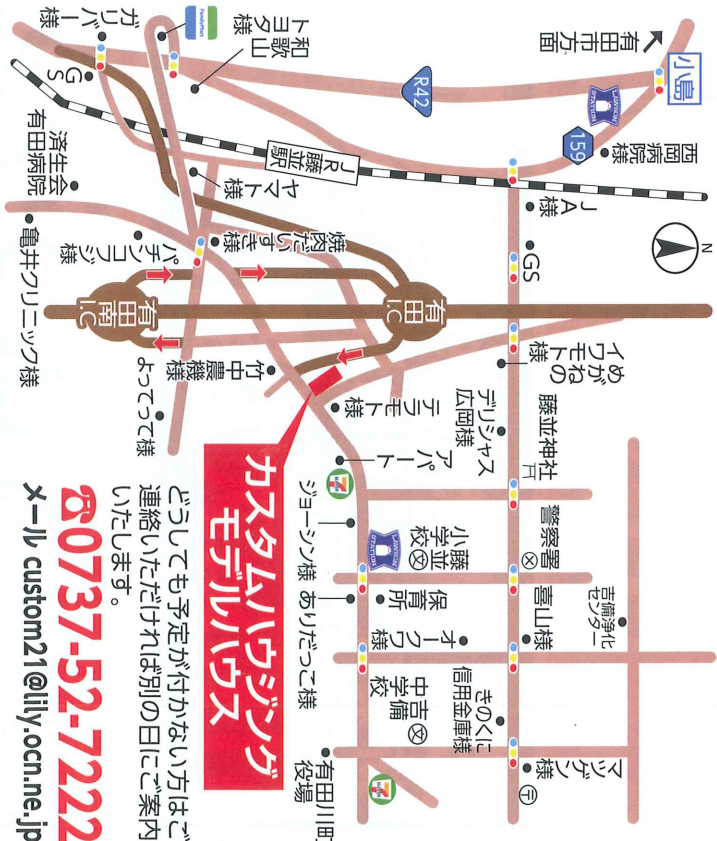 小島
↖有田市方面
LAWSON STATION
159
R42
西岡病院様
N
JA様
GS
和歌山
トヨタ様
FamilyMart
ガリバー様
GS
JR藤並駅
ヤマト様
済生会
有田病院
亀井クリニック様
パチンコフジ様
焼肉だいすき様
有田I.C
有田南I.C
竹中農機様
よってって様
めがねの
イワモト様
デリシャス
広岡様
テラモト様
アパート
藤並神社
警察署
吉備浄化
センター
藤並
小学校
文
LAWSON STATION
ジョーシン様
保育所
ありだっこ様
喜山様
オークワ様
きのくに
信用金庫様
吉備
中学校
文
マツゲン様
〒
有田川町
役場
カスタムハウジング
モデルハウス
どうしても予定が付かない方はご
連絡いただければ別の日にご案内
いたします。
☎0737-52-7222
メール custom21@lily.ocn.ne.jp